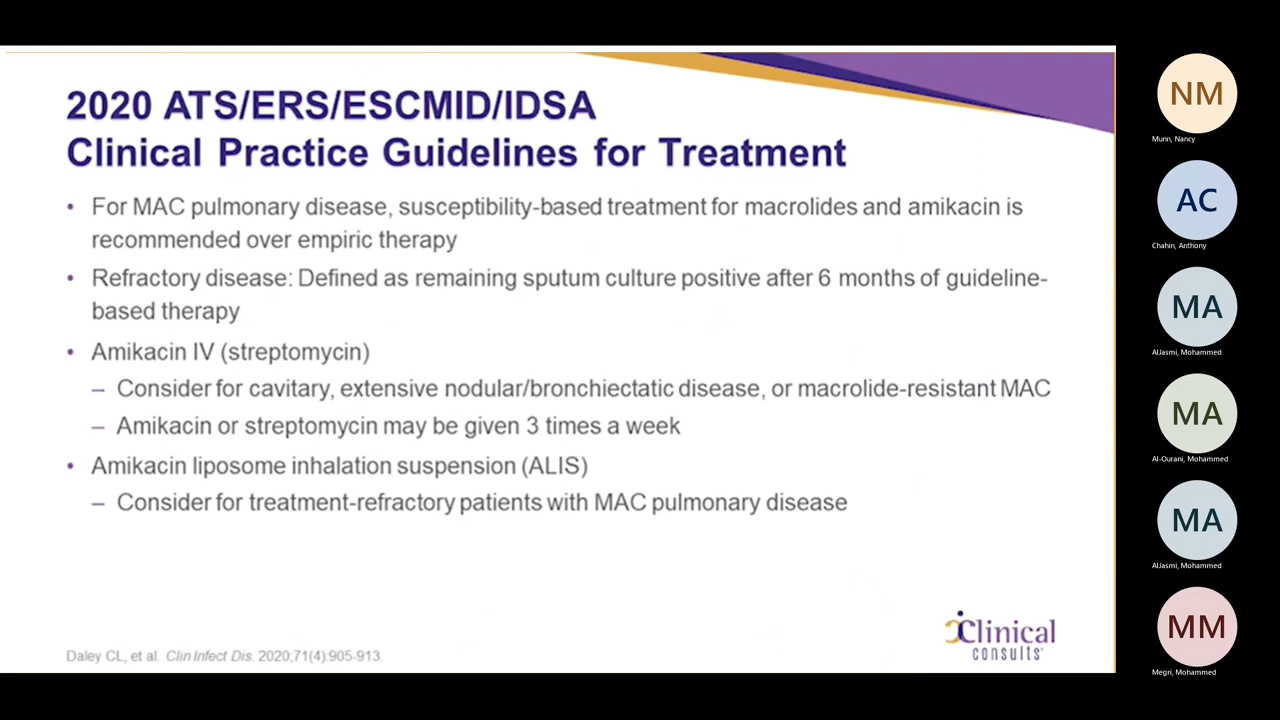 2020 ATS/ERS/ESCMID/IDSA
Clinical Practice Guidelines for Treatment
• For MAC pulmonary disease, susceptibility-based treatment for macrolides and amikacin is
recommended over empiric therapy
• Refractory disease: Defined as remaining sputum culture positive after 6 months of guideline-
based therapy
• Amikacin IV (streptomycin)
– Consider for cavitary, extensive nodular/bronchiectatic disease, or macrolide-resistant MAC
– Amikacin or streptomycin may be given 3 times a week
• Amikacin liposome inhalation suspension (ALIS)
– Consider for treatment-refractory patients with MAC pulmonary disease
Daley CL, et al. Clin Infect Dis. 2020;71(4):905-913.
iClinical
consults
NM
Munn, Nancy
AC
Chahin, Anthony
MA
AlJasmi, Mohammed
MA
Al-Ourani, Mohammed
MA
AlJasmi, Mohammed
MM
Megri, Mohammed